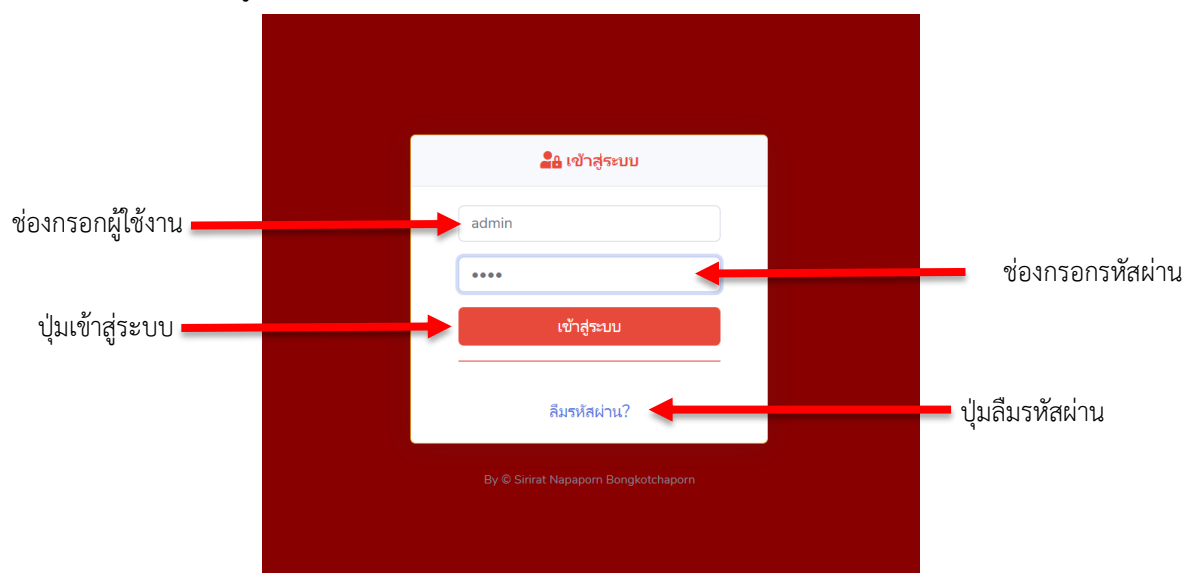 เข้าสู่ระบบ
ช่องกรอกผู้ใช้งาน
admin
••••
ช่องกรอกรหัสผ่าน
ปุ่มเข้าสู่ระบบ
เข้าสู่ระบบ
ลืมรหัสผ่าน?
ปุ่มลืมรหัสผ่าน
By © Sirirat Napaporn Bongkotchaporn